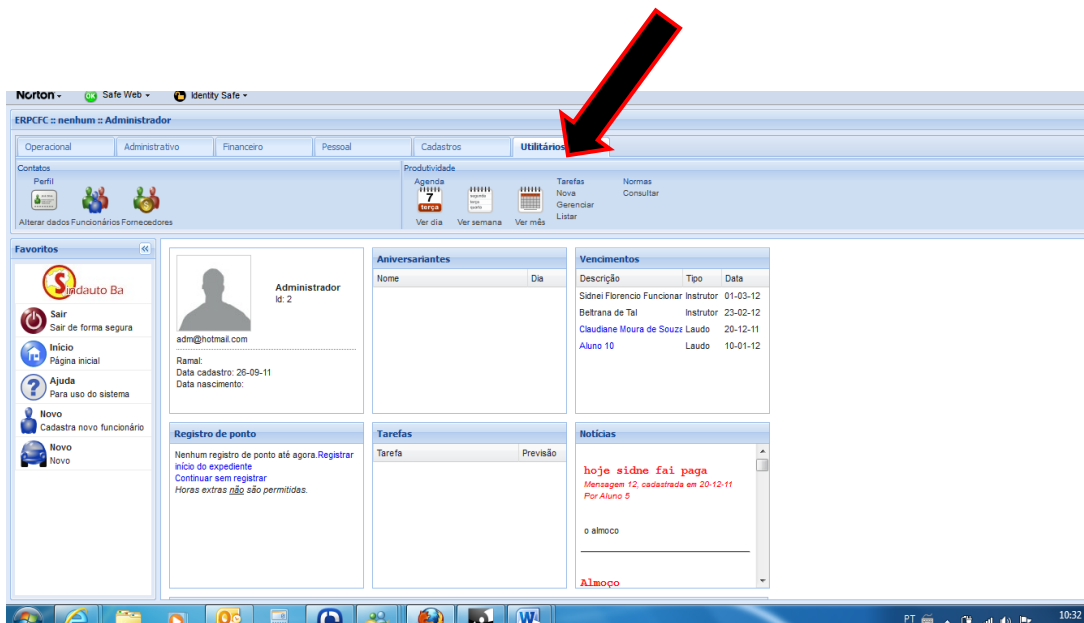 Norton - OK Safe Web - Identity Safe -
ERPCFC :: nenhum :: Administrador
Operacional Administrativo Financeiro Pessoal Cadastros Utilitários
Contatos
Perfil
Alterar dados Funcionários Fornecedores
Produtividade
Agenda
7
terça
segunda
terça
quarta
Ver dia Ver semana Ver mês
Tarefas
Nova
Gerenciar
Listar
Normas
Consultar
Favoritos
Sindauto Ba
Sair
Sair de forma segura
Início
Página inicial
Ajuda
Para uso do sistema
Novo
Cadastra novo funcionário
Novo
Novo
Administrador
Id: 2
adm@hotmail.com
Ramal:
Data cadastro: 26-09-11
Data nascimento:
Aniversariantes
Nome Dia
Vencimentos
Descrição Tipo Data
Sidnei Florencio Funcionar Instrutor 01-03-12
Beltrana de Tal Instrutor 23-02-12
Claudiane Moura de Souza Laudo 20-12-11
Aluno 10 Laudo 10-01-12
Registro de ponto
Nenhum registro de ponto até agora.Registrar
início do expediente
Continuar sem registrar
Horas extras não são permitidas.
Tarefas
Tarefa Previsão
Notícias
hoje sidne fai paga
Mensagem 12, cadastrada em 20-12-11
Por Aluno 5
o almoco
Almoço
PT 10:32